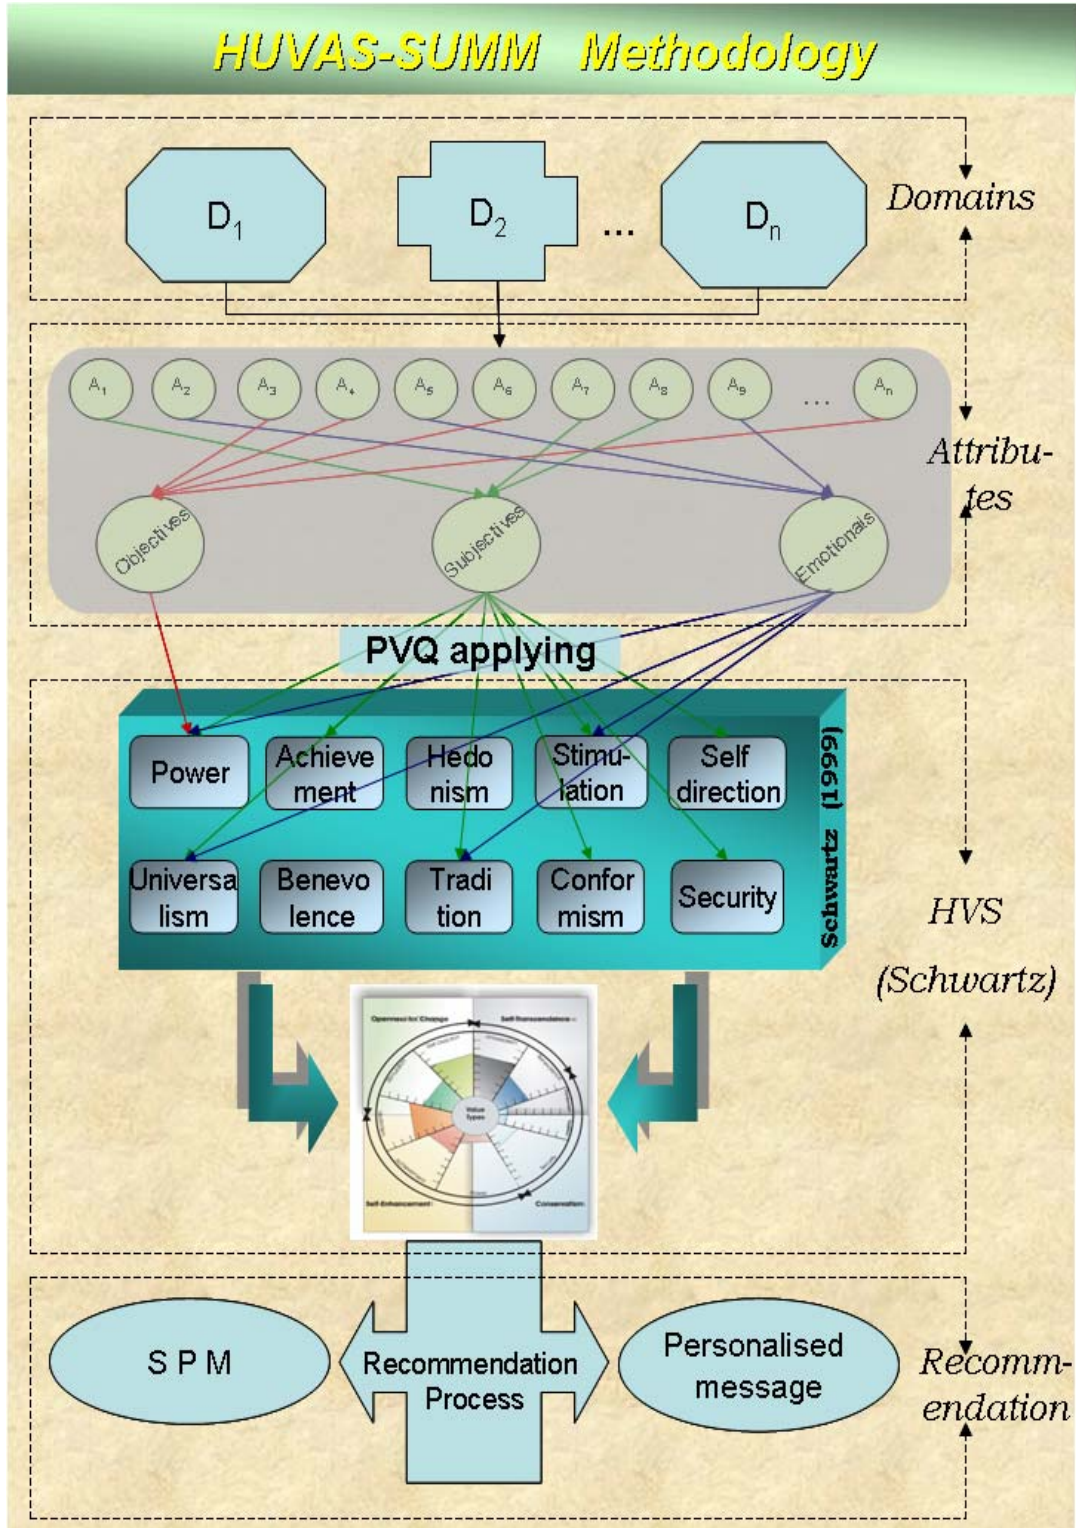 HUVAS-SUMM Methodology
D1
D2
...
Dn
Domains
A1 A2 A3 A4 A5 A6 A7 A8 A9 ... An
Attribu-
tes
Objectives
Subjectives
Emotionals
PVQ applying
Power
Achieve
ment
Hedo
nism
Stimu-
lation
Self
direction
Universa
lism
Benevo
lence
Tradi
tion
Confor
mism
Security
Schwartz (1999)
HVS
(Schwartz)
Openness to Change
Self-Transcendence
Value
Types
Self-Enhancement
Conservation
S P M
Recommendation
Process
Personalised
message
Recomm-
endation